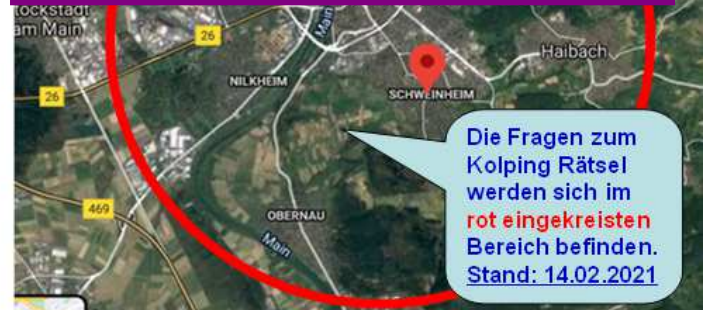 tockstadt
am Main
Main
26
Haibach
NILKHEIM
26
SCHWEINHEIM
Die Fragen zum
Kolping Rätsel
werden sich im
rot eingekreisten
Bereich befinden.
Stand: 14.02.2021
469
OBERNAU
Main